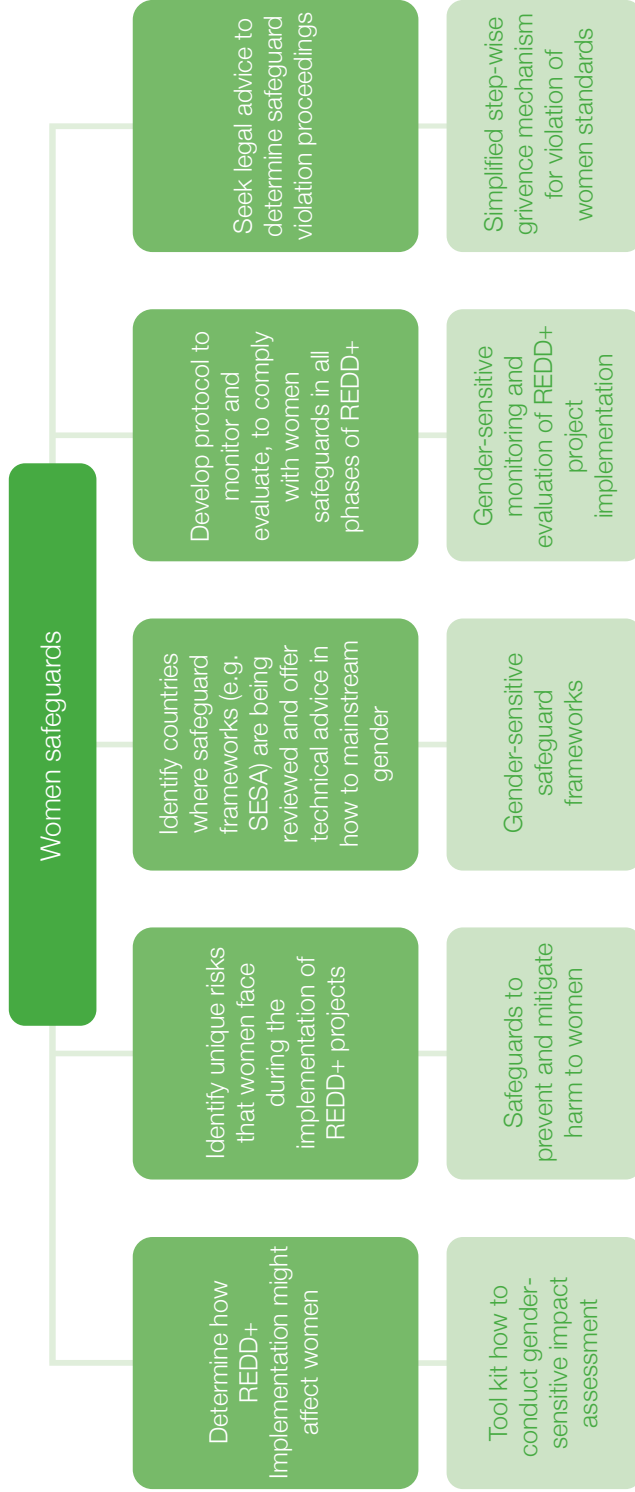 Women safeguards
Determine how
REDD+
Implementation might
affect women
Identify unique risks
that women face
during the
implementation of
REDD+ projects
Identify countries
where safeguard
frameworks (e.g.
SESA) are being
reviewed and offer
technical advice in
how to mainstream
gender
Develop protocol to
monitor and
evaluate, to comply
with women
safeguards in all
phases of REDD+
Seek legal advice to
determine safeguard
violation proceedings
Tool kit how to
conduct gender-
sensitive impact
assessment
Safeguards to
prevent and mitigate
harm to women
Gender-sensitive
safeguard
frameworks
Gender-sensitive
monitoring and
evaluation of REDD+
project
implementation
Simplified step-wise
grivence mechanism
for violation of
women standards